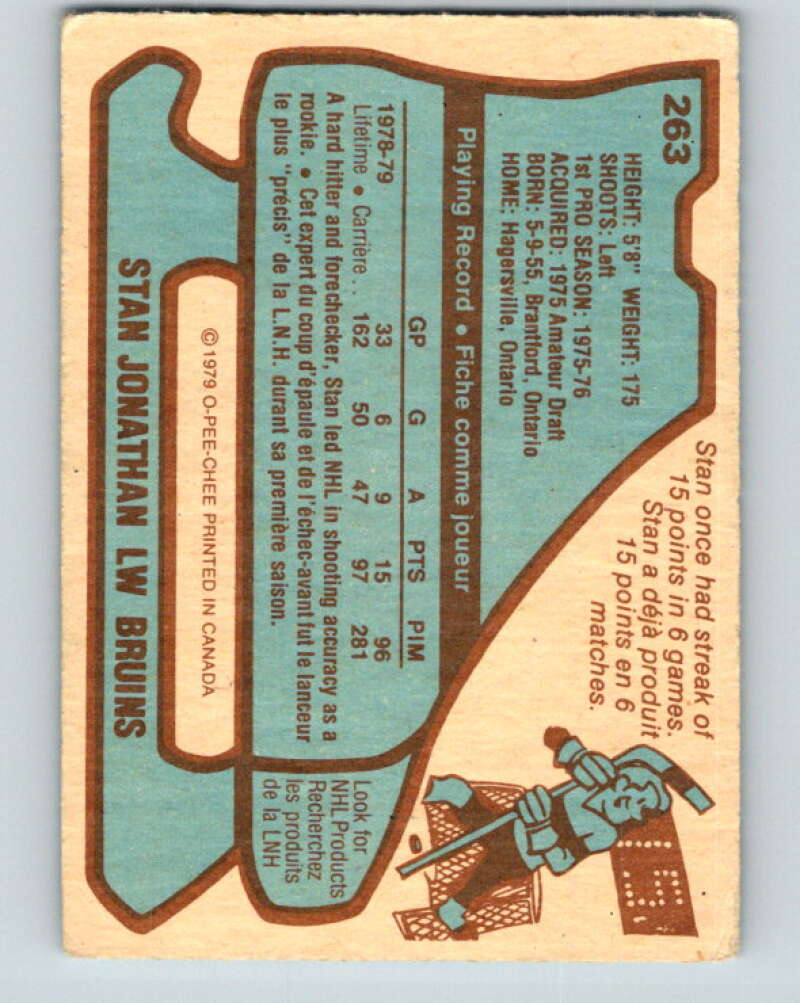 263
HEIGHT: 5'8" WEIGHT: 175
SHOOTS: Left
1st PRO SEASON: 1975-76
ACQUIRED: 1975 Amateur Draft
BORN: 5-9-55, Brantford, Ontario
HOME: Hagersville, Ontario
Stan once had streak of
15 points in 6 games.
Stan a déjà produit
15 points en 6
matches.
15
Playing Record • Fiche comme joueur
GP G A PTS PIM
1978-79 33 6 9 15 96
Lifetime • Carrière . . 162 50 47 97 281
A hard hitter and forechecker, Stan led NHL in shooting accuracy as a
rookie. • Cet expert du coup d'épaule et de l'échec-avant fut le lanceur
le plus "précis" de la L.N.H. durant sa première saison.
Look for
NHL Products
Recherchez
les produits
de la LNH
© 1979 O-PEE-CHEE PRINTED IN CANADA
STAN JONATHAN LW BRUINS